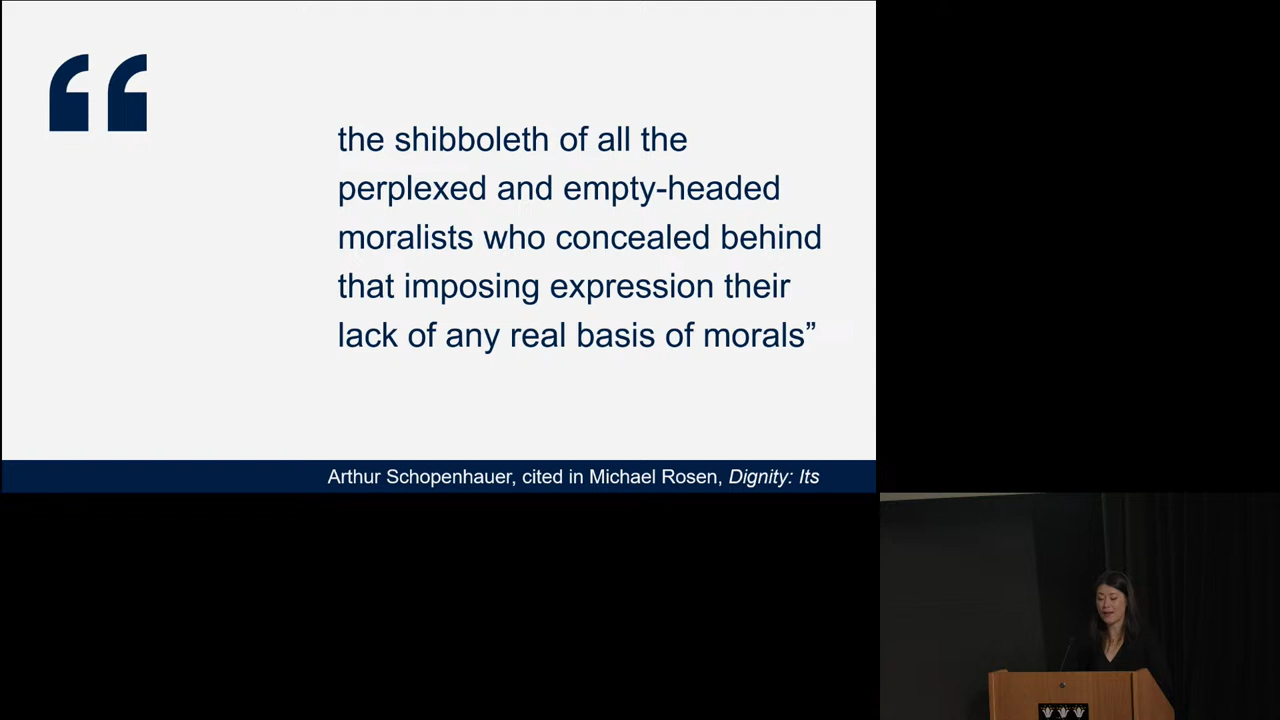 the shibboleth of all the
perplexed and empty-headed
moralists who concealed behind
that imposing expression their
lack of any real basis of morals”
Arthur Schopenhauer, cited in Michael Rosen, Dignity: Its